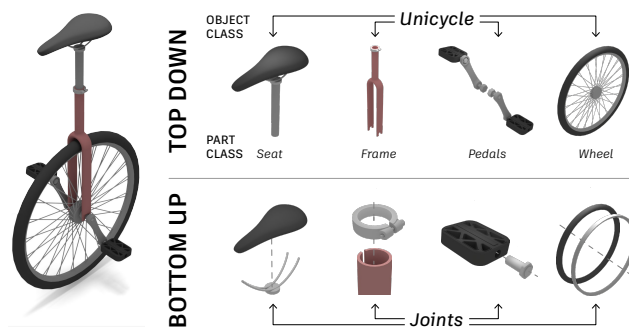 TOP DOWN
OBJECT
CLASS
Unicycle
PART
CLASS
Seat
Frame
Pedals
Wheel
BOTTOM UP
Joints